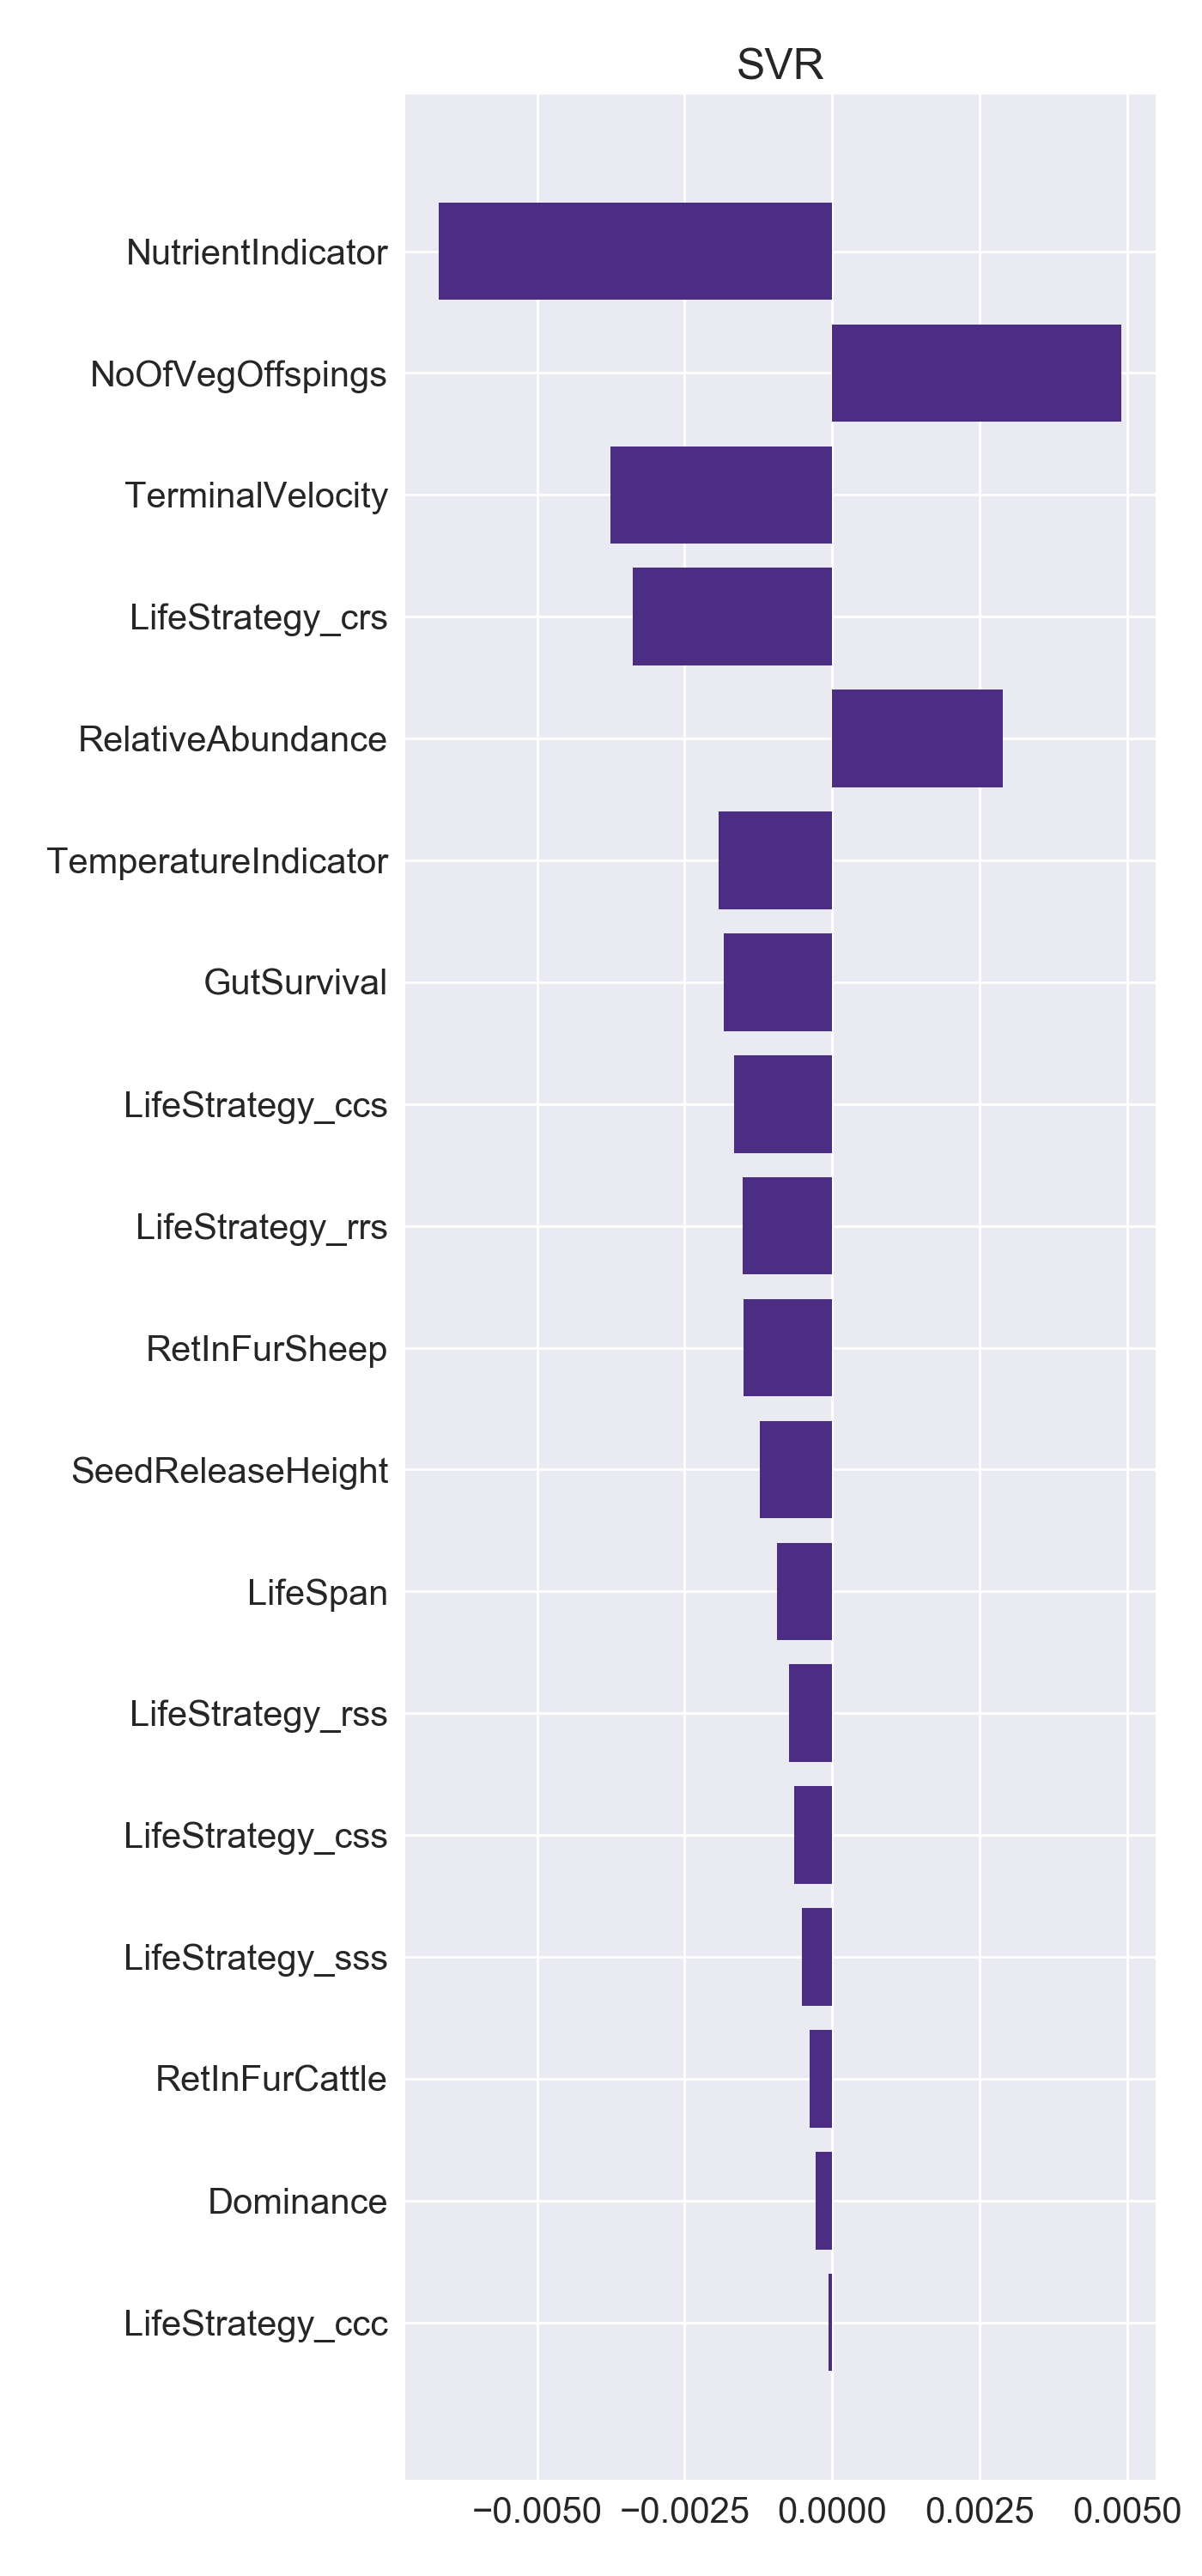 SVR
NutrientIndicator
NoOfVegOffspings
TerminalVelocity
LifeStrategy_crs
RelativeAbundance
TemperatureIndicator
GutSurvival
LifeStrategy_ccs
LifeStrategy_rrs
RetInFurSheep
SeedReleaseHeight
LifeSpan
LifeStrategy_rss
LifeStrategy_css
LifeStrategy_sss
RetInFurCattle
Dominance
LifeStrategy_ccc
−0.0050 −0.0025 0.0000 0.0025 0.0050